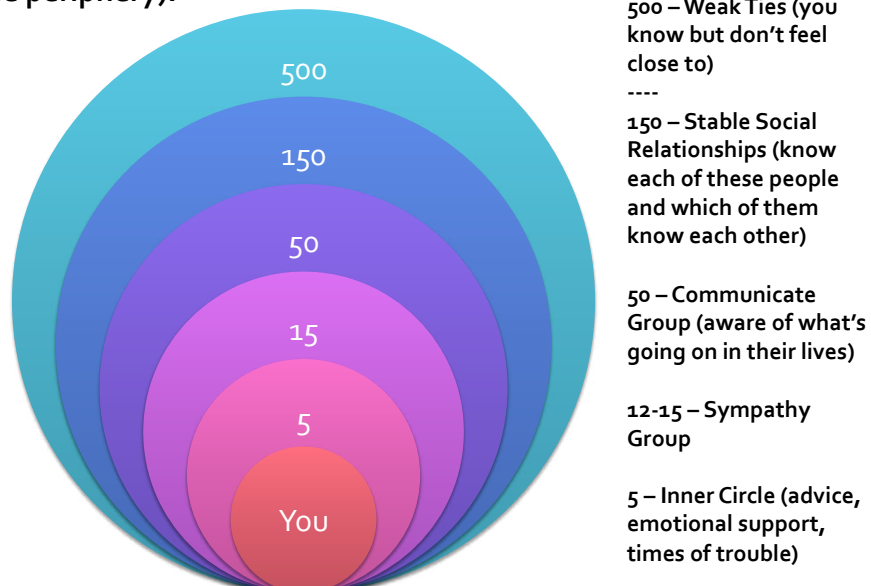 periphery).
500 – Weak Ties (you
know but don't feel
close to)
----
150 – Stable Social
Relationships (know
each of these people
and which of them
know each other)
50 – Communicate
Group (aware of what's
going on in their lives)
12-15 – Sympathy
Group
5 – Inner Circle (advice,
emotional support,
times of trouble)
500
150
50
15
5
You